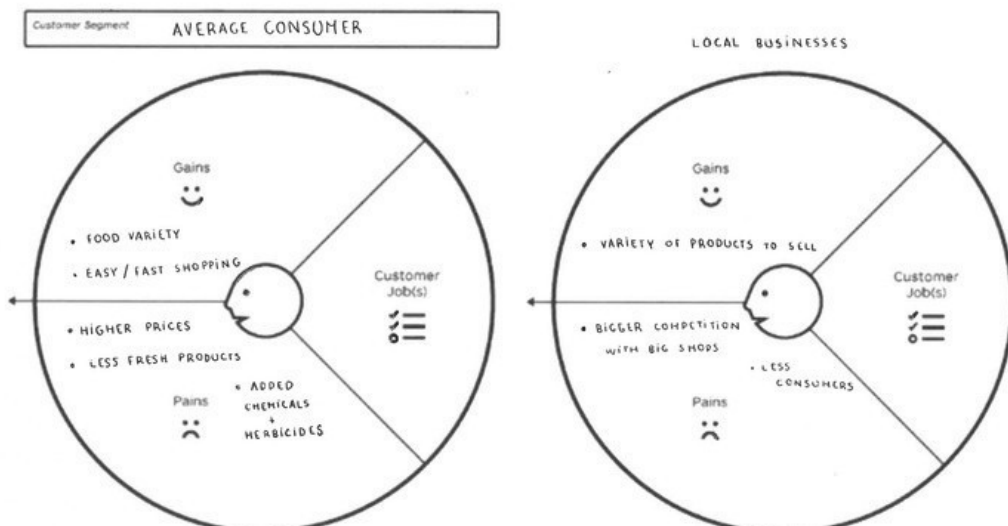 Customer Segment AVERAGE CONSUMER
Gains
• FOOD VARIETY
• EASY / FAST SHOPPING
Customer
Job(s)
• HIGHER PRICES
• LESS FRESH PRODUCTS
• ADDED
CHEMICALS
+
HERBICIDES
Pains
LOCAL BUSINESSES
Gains
• VARIETY OF PRODUCTS TO SELL
Customer
Job(s)
• BIGGER COMPETITION
WITH BIG SHOPS
• LESS
CONSUMERS
Pains